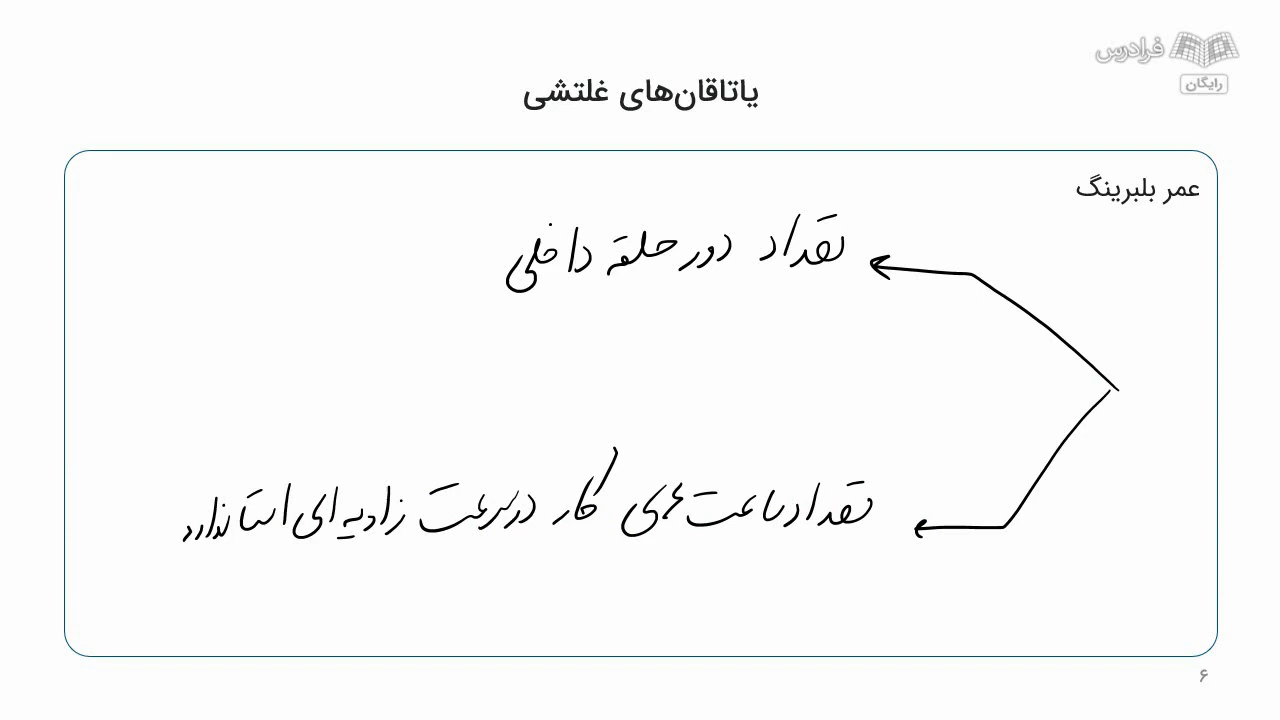 فرادرس
رایگان
یاتاقان‌های غلتشی
عمر بلبرینگ
تعداد دور حلقه داخلی
تعداد ساعت های کار در سرعت زاویه ای استاندارد
۶